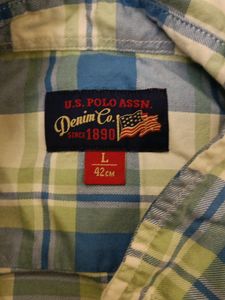 U.S. POLO ASSN.
Denim Co.
SINCE 1890
L
42CM